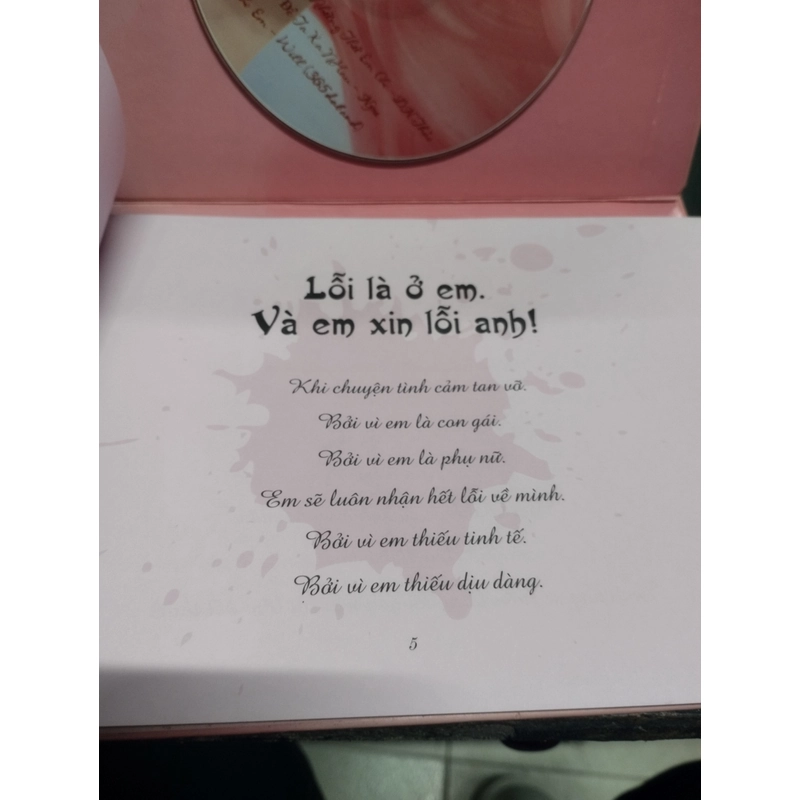 Will (365
Lỗi là ở em.
Và em xin lỗi anh!
Khi chuyện tình cảm tan vỡ.
Bởi vì em là con gái.
Bởi vì em là phụ nữ.
Em sẽ luôn nhận hết lỗi về mình.
Bởi vì em thiếu tinh tế.
Bởi vì em thiếu dịu dàng.
5